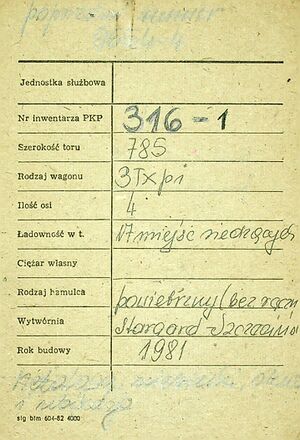 poprzedni numer
Jednostka służbowa
Nr inwentarza PKP 316-1
Szerokość toru 785
Rodzaj wagonu 3Txpi
Ilość osi 4
Ładowność w t. 17 miejsc siedzących
Ciężar własny
Rodzaj hamulca powietrzny (bez ręcz
Wytwórnia Stargard-Szczeciń
Rok budowy 1981
sig btm 604-82 4000